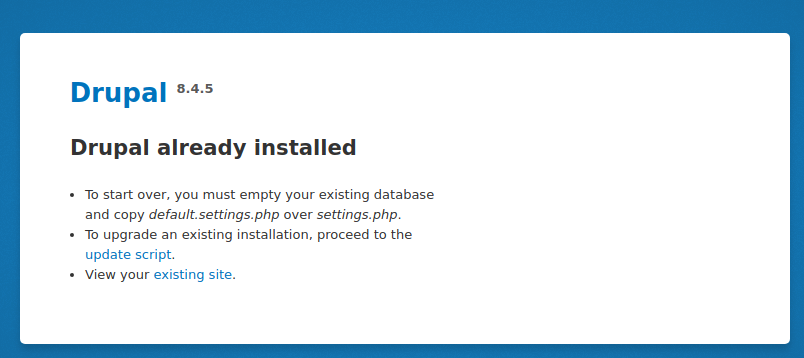 Drupal 8.4.5
Drupal already installed
• To start over, you must empty your existing database
and copy default.settings.php over settings.php.
• To upgrade an existing installation, proceed to the
update script.
• View your existing site.